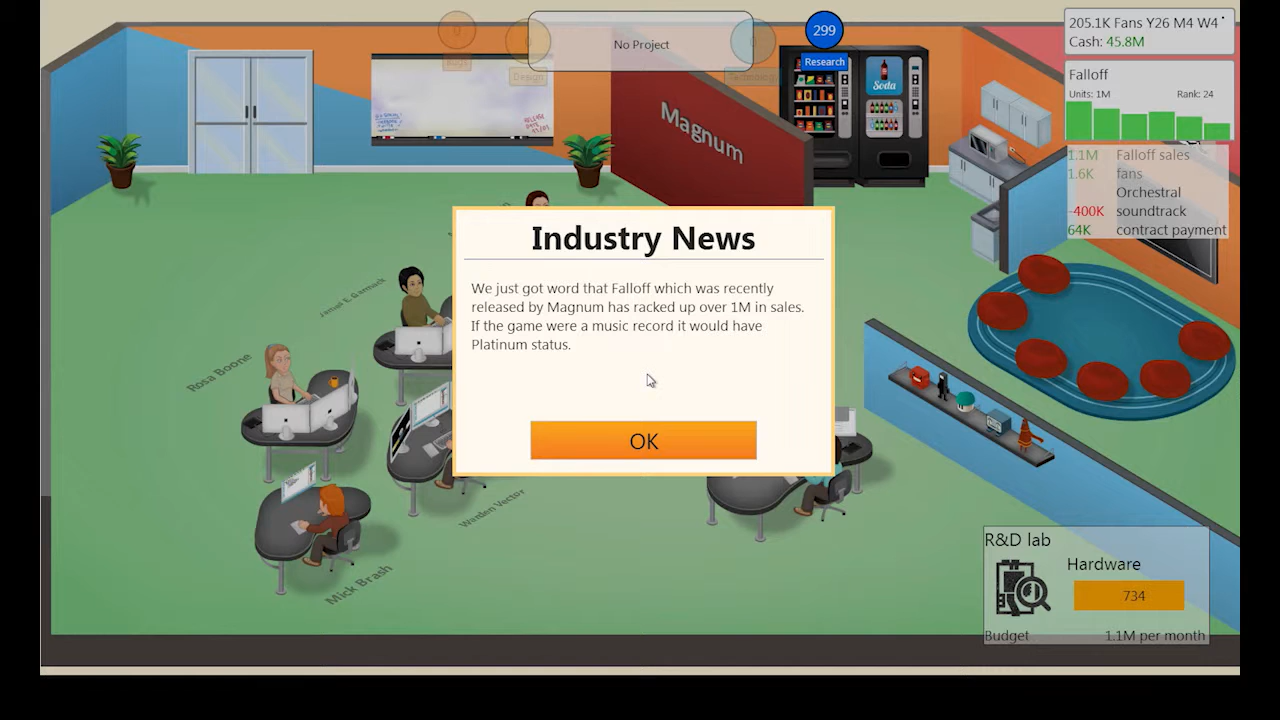 No Project
299
Research
Bugs
Design
Technology
205.1K Fans Y26 M4 W4
Cash: 45.8M
Falloff
Units: 1M
Rank: 24
1.1M Falloff sales
1.6K fans
Orchestral
-400K soundtrack
64K contract payment
Magnum
Soda
Industry News
We just got word that Falloff which was recently
released by Magnum has racked up over 1M in sales.
If the game were a music record it would have
Platinum status.
OK
Rosa Boone
Warden Vector
Mick Brash
R&D lab
Hardware
734
Budget
1.1M per month